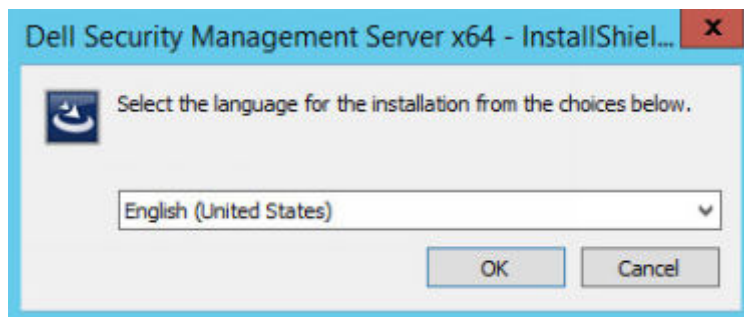 Dell Security Management Server x64 - InstallShiel...
x
Select the language for the installation from the choices below.
English (United States)
OK Cancel